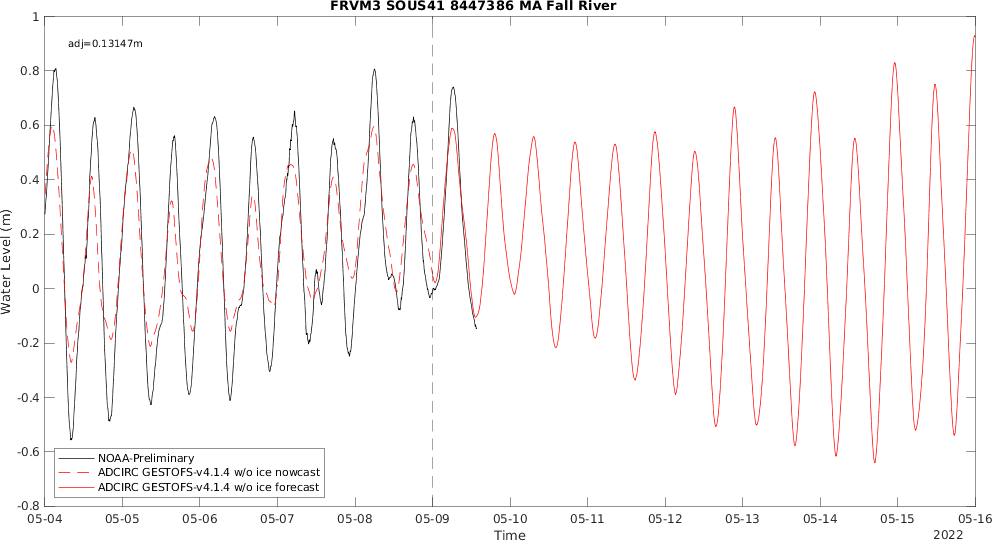 FRVM3 SOUS41 8447386 MA Fall River
adj=0.13147m
1
0.8
0.6
0.4
0.2
0
-0.2
-0.4
-0.6
-0.8
Water Level (m)
NOAA-Preliminary
ADCIRC GESTOFS-v4.1.4 w/o ice nowcast
ADCIRC GESTOFS-v4.1.4 w/o ice forecast
05-04 05-05 05-06 05-07 05-08 05-09 05-10 05-11 05-12 05-13 05-14 05-15 05-16
Time
2022